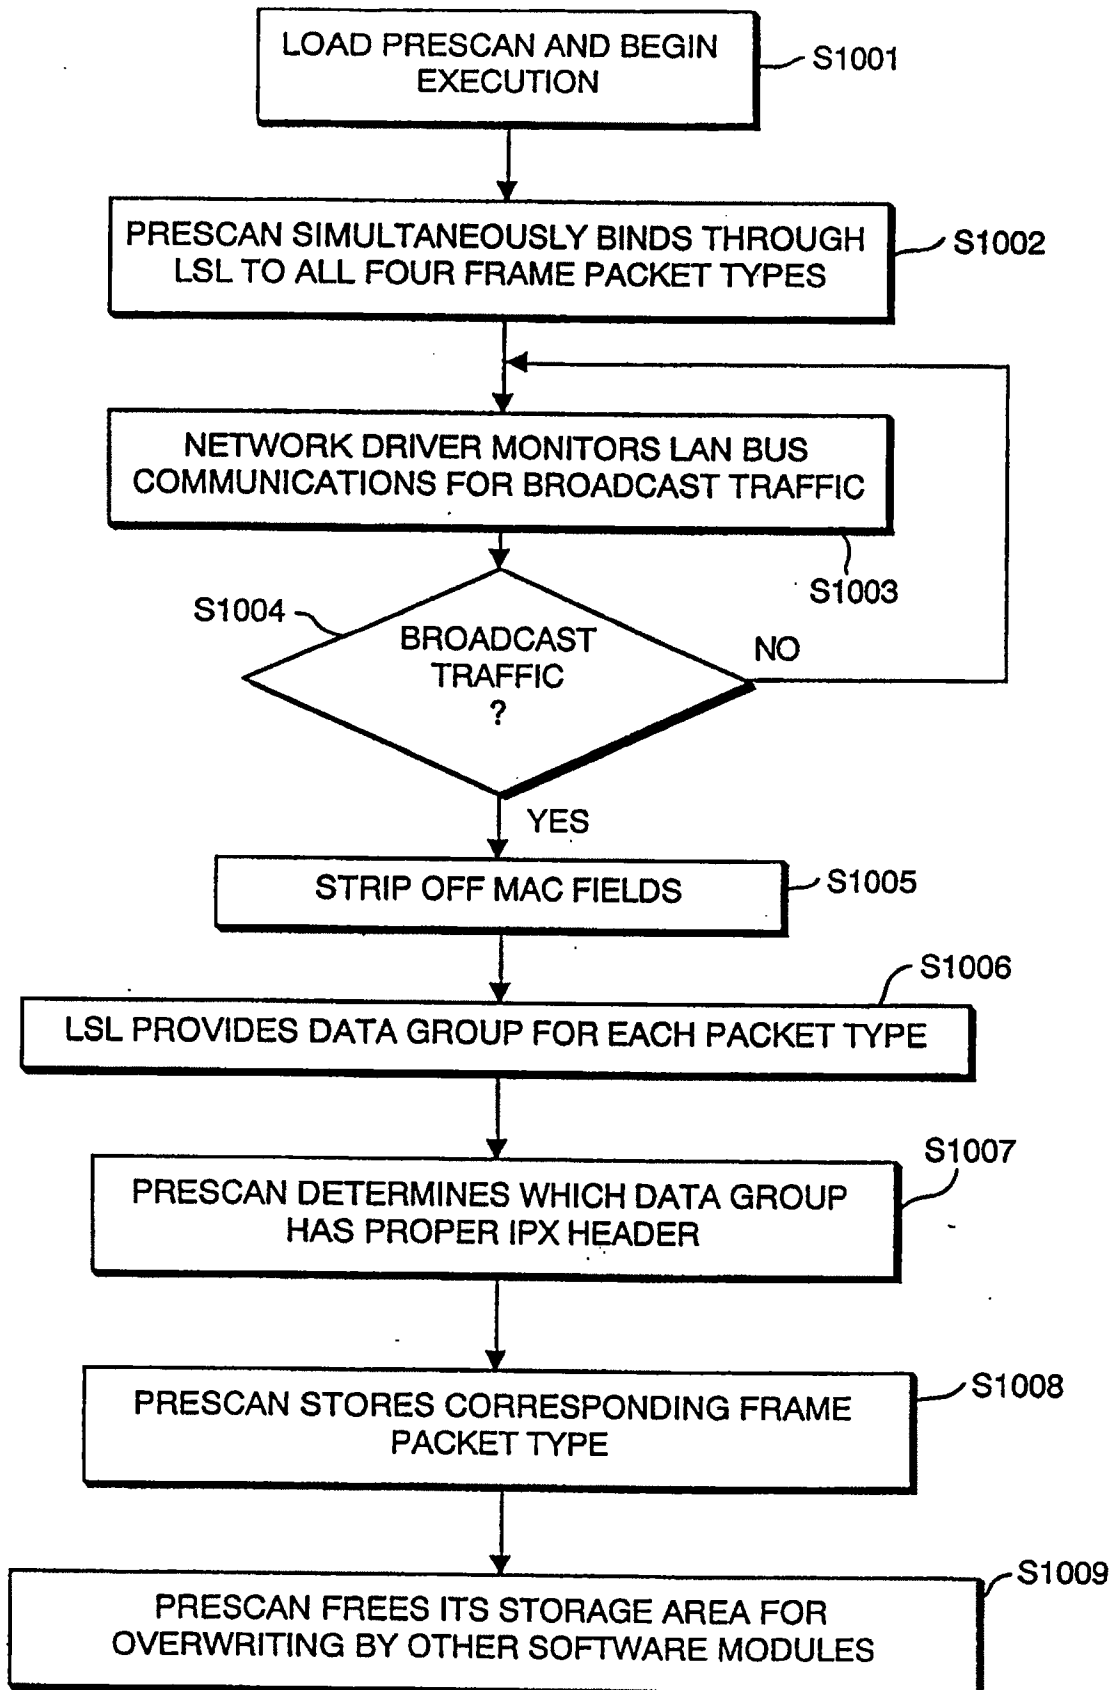 LOAD PRESCAN AND BEGIN
EXECUTION
S1001
PRESCAN SIMULTANEOUSLY BINDS THROUGH
LSL TO ALL FOUR FRAME PACKET TYPES
S1002
NETWORK DRIVER MONITORS LAN BUS
COMMUNICATIONS FOR BROADCAST TRAFFIC
S1003
S1004
BROADCAST
TRAFFIC
?
NO
YES
STRIP OFF MAC FIELDS
S1005
S1006
LSL PROVIDES DATA GROUP FOR EACH PACKET TYPE
S1007
PRESCAN DETERMINES WHICH DATA GROUP
HAS PROPER IPX HEADER
PRESCAN STORES CORRESPONDING FRAME
PACKET TYPE
S1008
S1009
PRESCAN FREES ITS STORAGE AREA FOR
OVERWRITING BY OTHER SOFTWARE MODULES